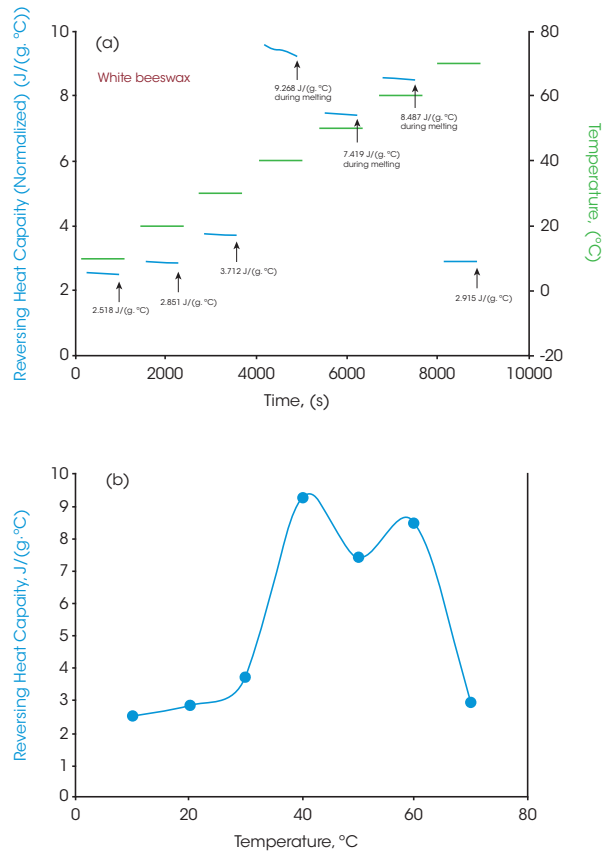 (a)
White beeswax
Reversing Heat Capaity (Normalized) (J/(g. °C))
10
8
6
4
2
0
80
60
40
20
0
-20
Temperature, (°C)
9.268 J/(g. °C)
during melting
8.487 J/(g. °C)
during melting
7.419 J/(g. °C)
during melting
3.712 J/(g. °C)
2.518 J/(g. °C)
2.851 J/(g. °C)
2.915 J/(g. °C)
0 2000 4000 6000 8000 10000
Time, (s)
(b)
Reversing Heat Capaity, J/(g·°C)
10
9
8
7
6
5
4
3
2
1
0
0 20 40 60 80
Temperature, °C